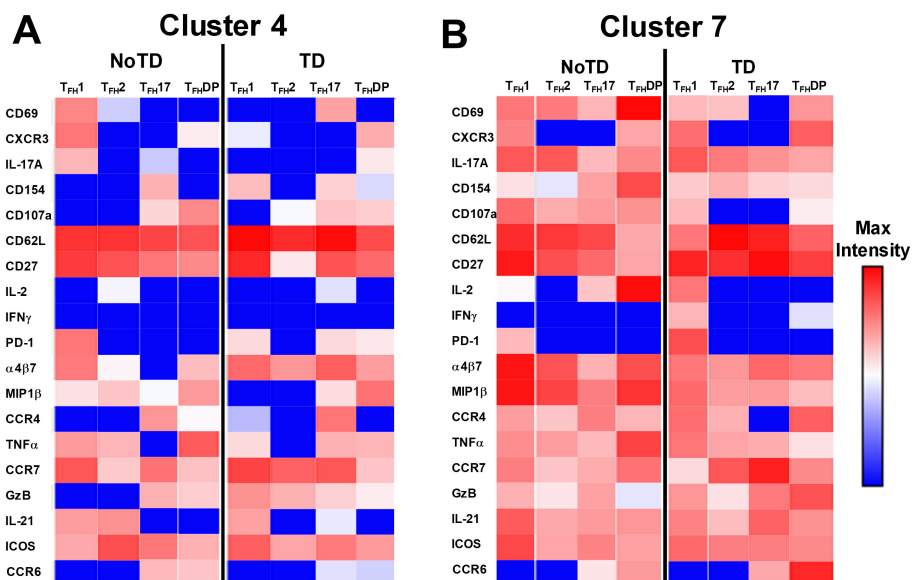 A
Cluster 4
NoTD
TD
TFH1 TFH2 TFH17 TFHDP TFH1 TFH2 TFH17 TFHDP
CD69
CXCR3
IL-17A
CD154
CD107a
CD62L
CD27
IL-2
IFNγ
PD-1
α4β7
MIP1β
CCR4
TNFα
CCR7
GzB
IL-21
ICOS
CCR6
B
Cluster 7
NoTD
TD
TFH1 TFH2 TFH17 TFHDP TFH1 TFH2 TFH17 TFHDP
CD69
CXCR3
IL-17A
CD154
CD107a
CD62L
CD27
IL-2
IFNγ
PD-1
α4β7
MIP1β
CCR4
TNFα
CCR7
GzB
IL-21
ICOS
CCR6
Max
Intensity